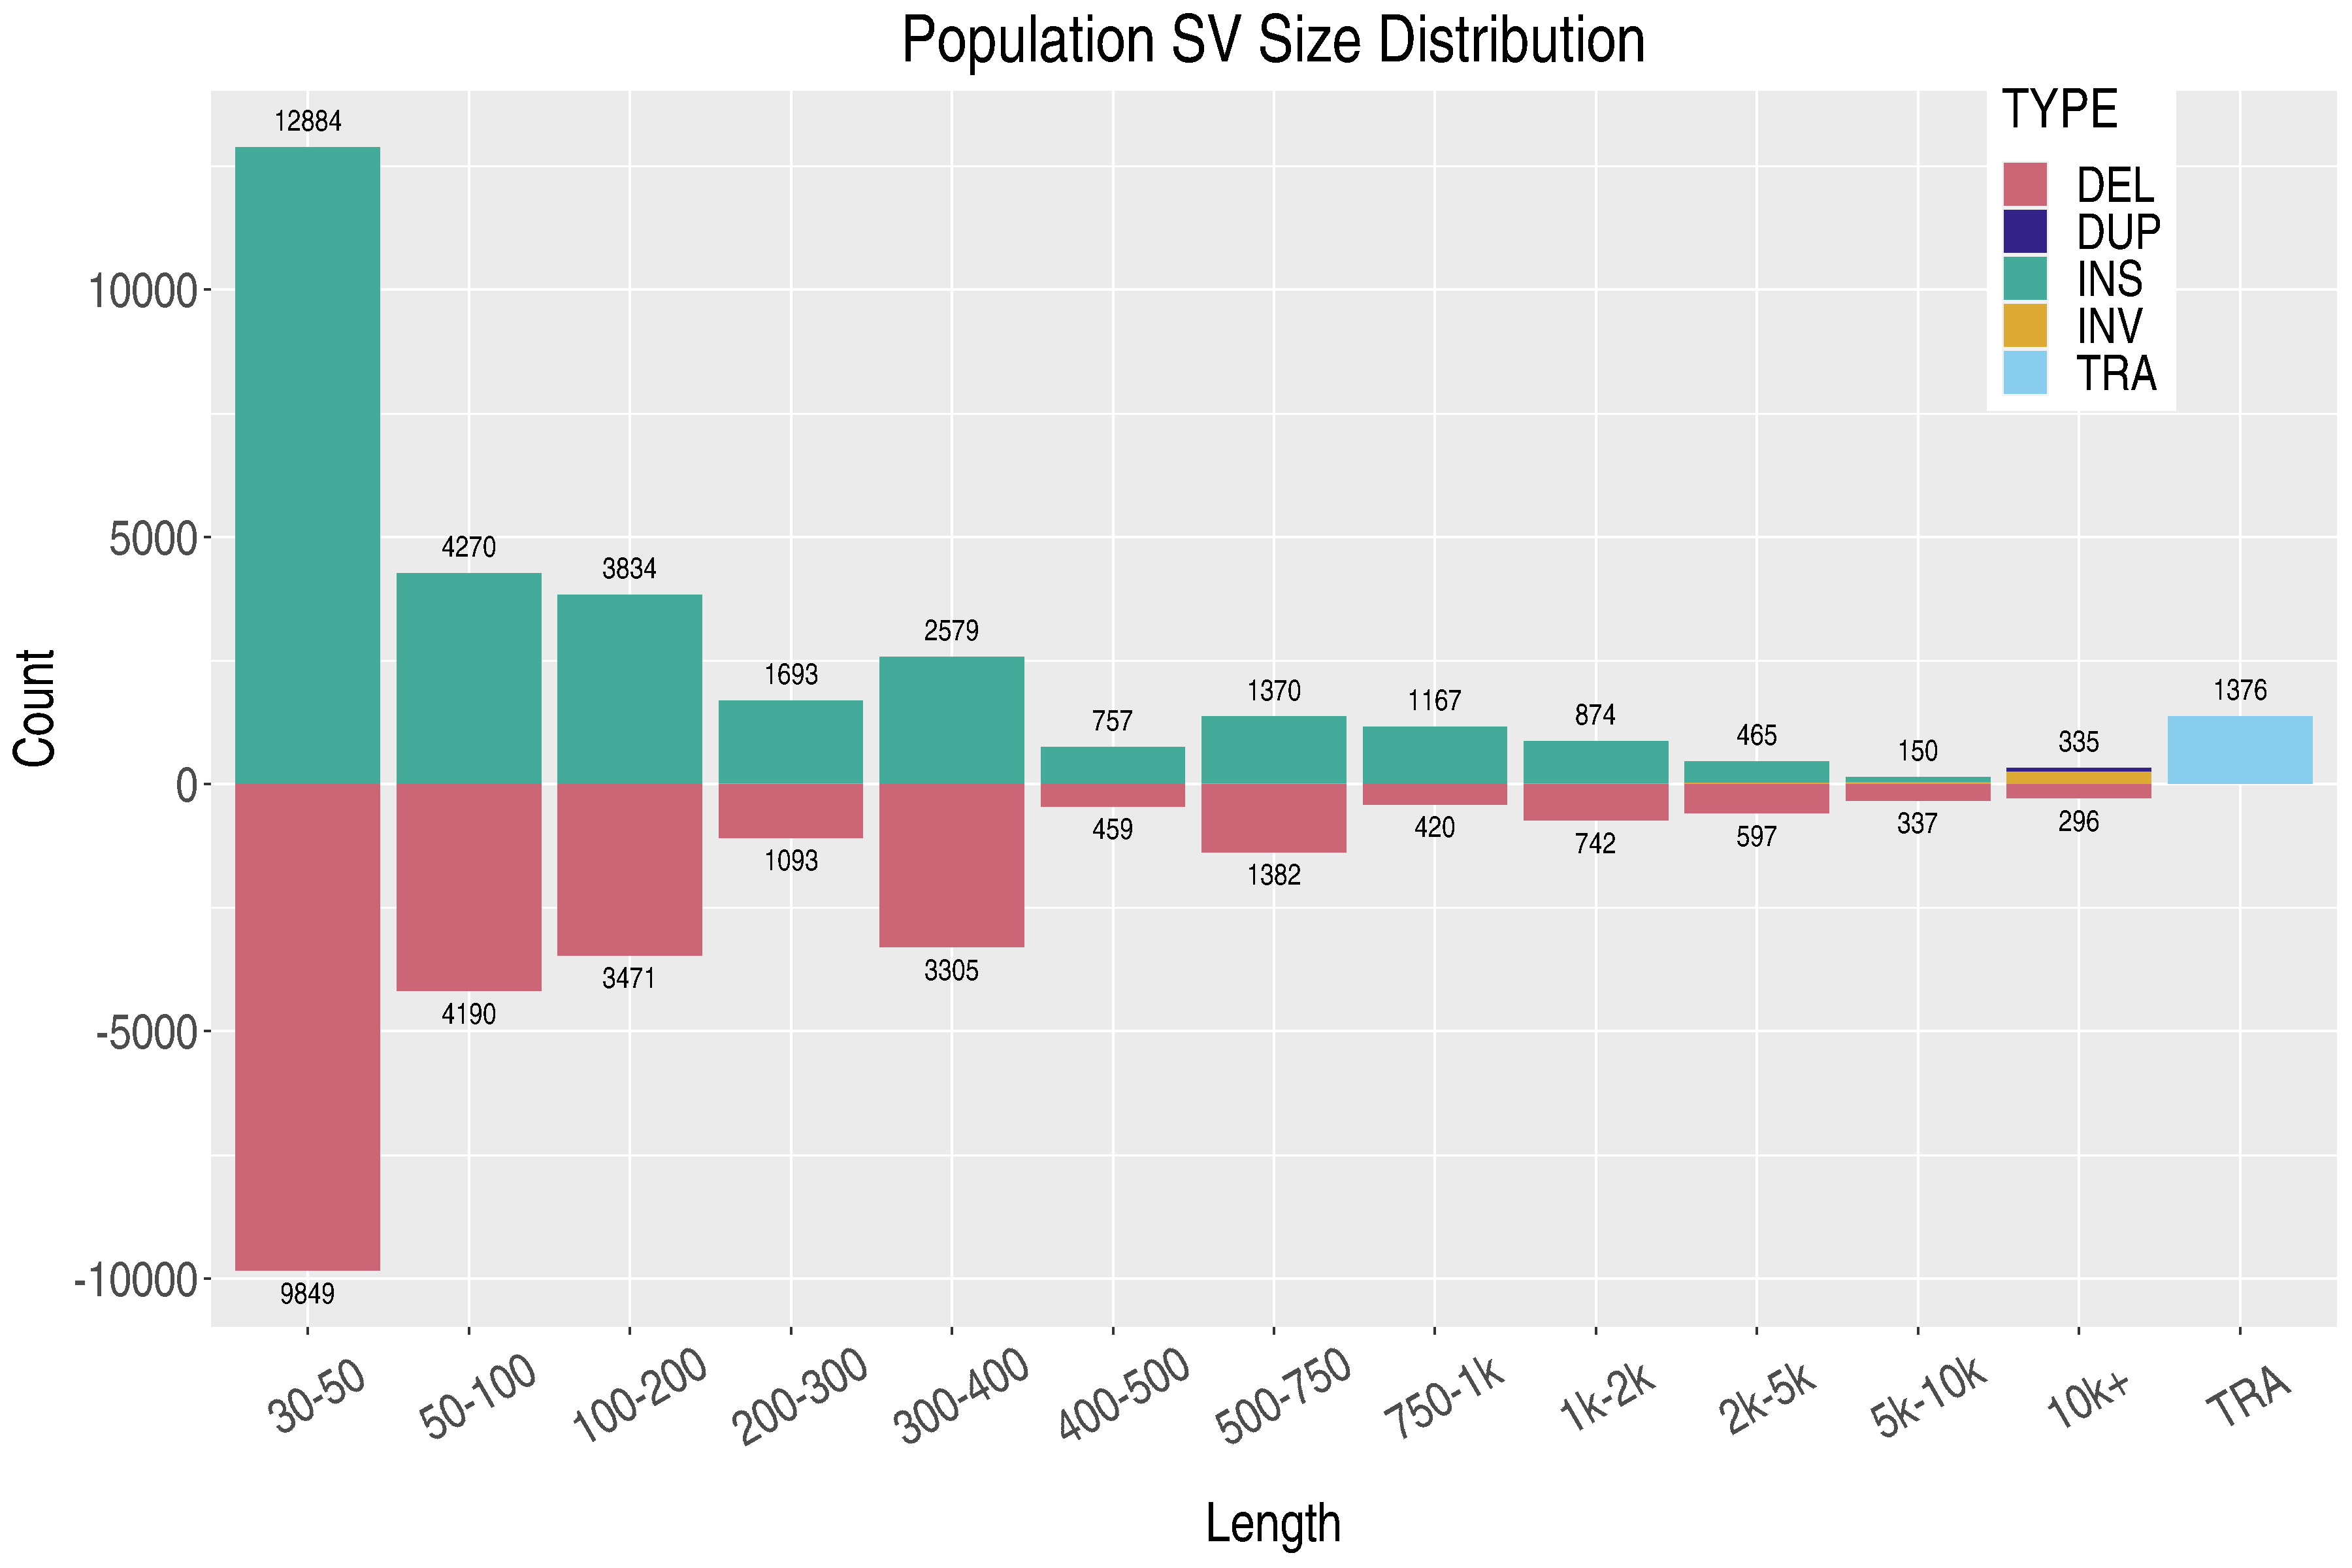 Population SV Size Distribution
TYPE
DEL
DUP
INS
INV
TRA
Count
10000
5000
0
-5000
-10000
12884
4270
3834
1693
2579
757
1370
1167
874
465
150
335
1376
9849
4190
3471
1093
3305
459
1382
420
742
597
337
296
30-50
50-100
100-200
200-300
300-400
400-500
500-750
750-1k
1k-2k
2k-5k
5k-10k
10k+
TRA
Length